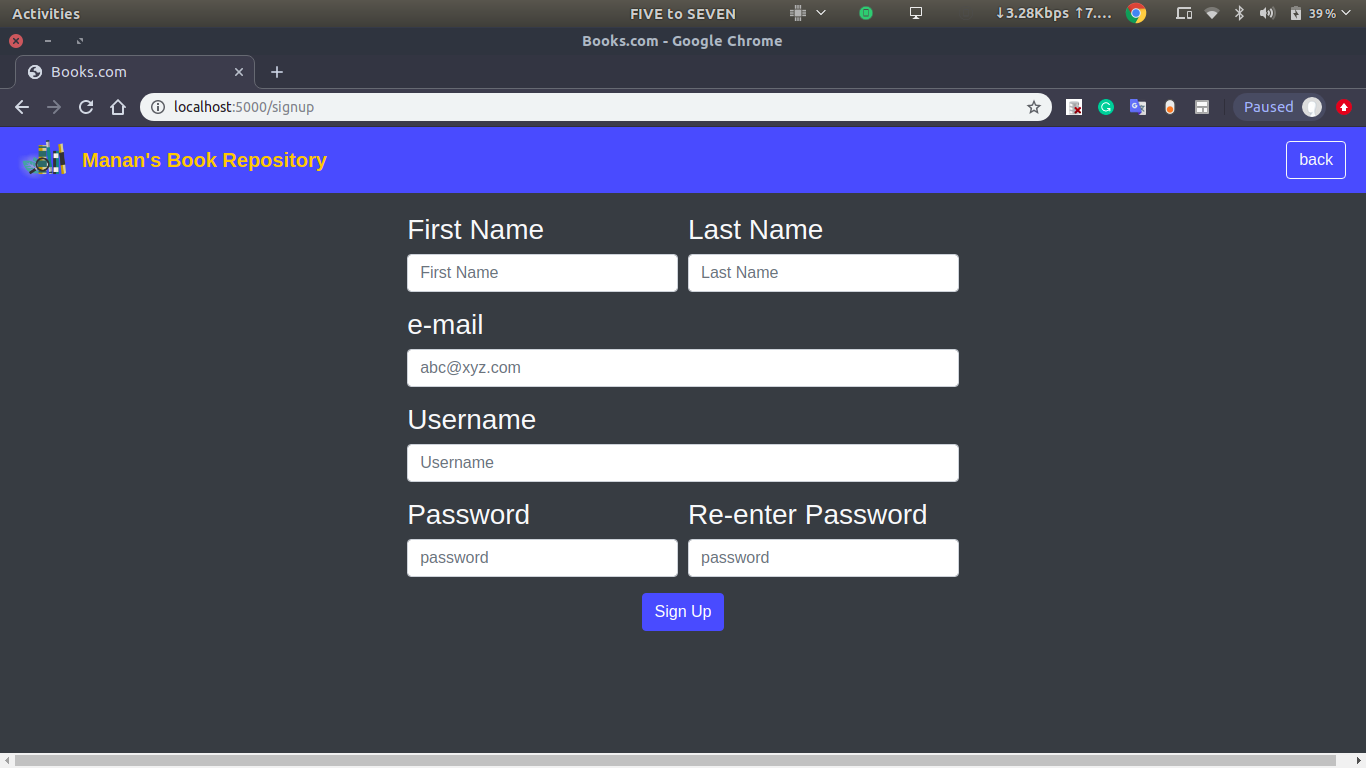 Activities FIVE to SEVEN ↓3.28Kbps ↑7.... 39 %
Books.com - Google Chrome
Books.com
localhost:5000/signup Paused
Manan's Book Repository back
First Name Last Name
First Name Last Name
e-mail
abc@xyz.com
Username
Username
Password Re-enter Password
password password
Sign Up